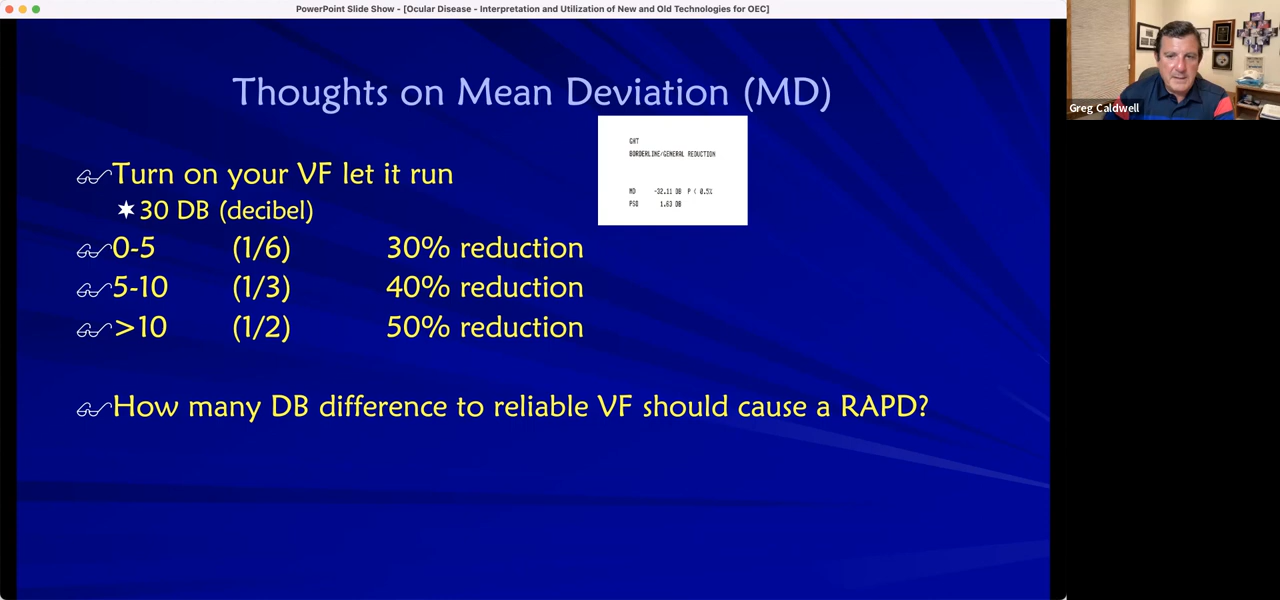 PowerPoint Slide Show - [Ocular Disease - Interpretation and Utilization of New and Old Technologies for OEC]
Thoughts on Mean Deviation (MD)
GHT
BORDERLINE/GENERAL REDUCTION
MD -32.11 DB P < 0.5%
PSD 1.63 DB
Turn on your VF let it run
30 DB (decibel)
0-5 (1/6) 30% reduction
5-10 (1/3) 40% reduction
>10 (1/2) 50% reduction
How many DB difference to reliable VF should cause a RAPD?
Greg Caldwell